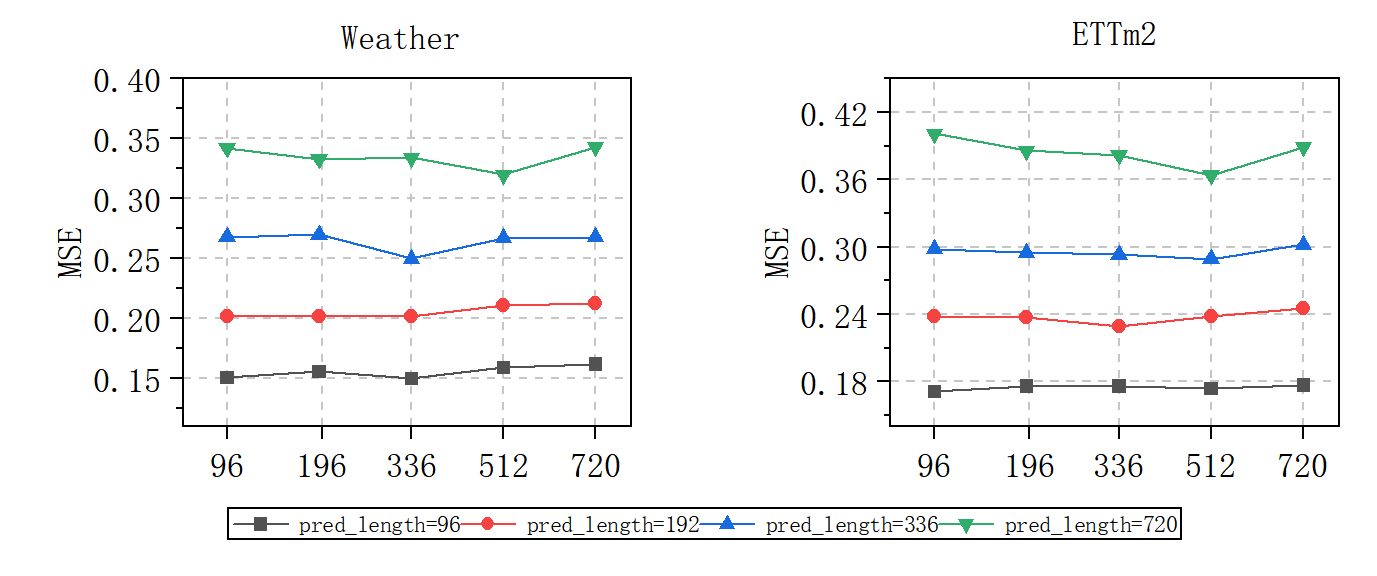 Weather
0.40
0.35
0.30
0.25
0.20
0.15
MSE
96 196 336 512 720
ETTm2
0.42
0.36
0.30
0.24
0.18
MSE
96 196 336 512 720
pred_length=96 pred_length=192 pred_length=336 pred_length=720